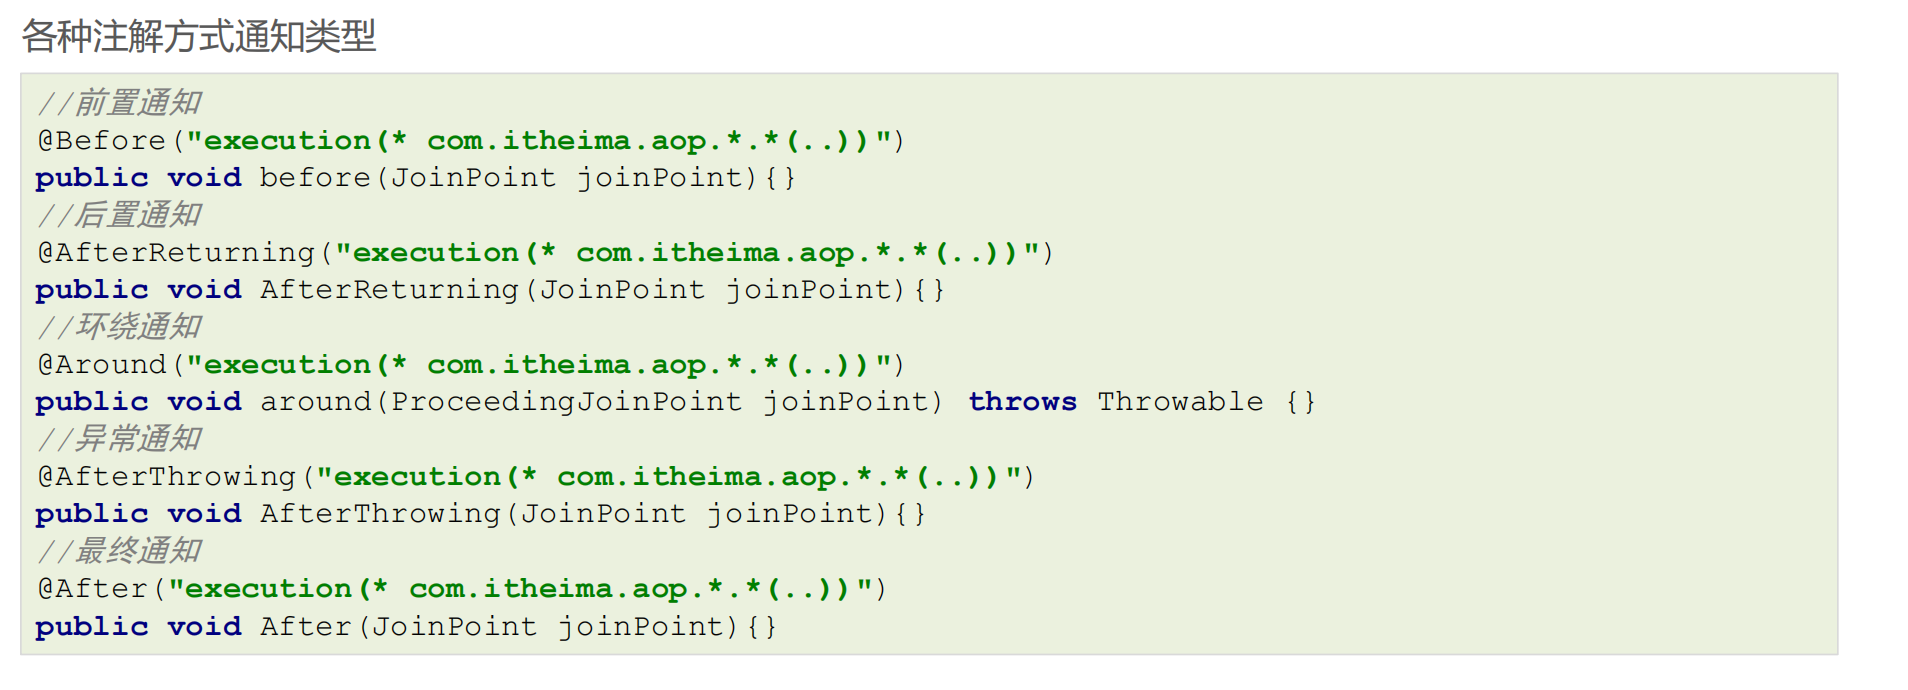 各种注解方式通知类型
//前置通知
@Before("execution(* com.itheima.aop.*.*(..))")
public void before(JoinPoint joinPoint){}
//后置通知
@AfterReturning("execution(* com.itheima.aop.*.*(..))")
public void AfterReturning(JoinPoint joinPoint){}
//环绕通知
@Around("execution(* com.itheima.aop.*.*(..))")
public void around(ProceedingJoinPoint joinPoint) throws Throwable {}
//异常通知
@AfterThrowing("execution(* com.itheima.aop.*.*(..))")
public void AfterThrowing(JoinPoint joinPoint){}
//最终通知
@After("execution(* com.itheima.aop.*.*(..))")
public void After(JoinPoint joinPoint){}